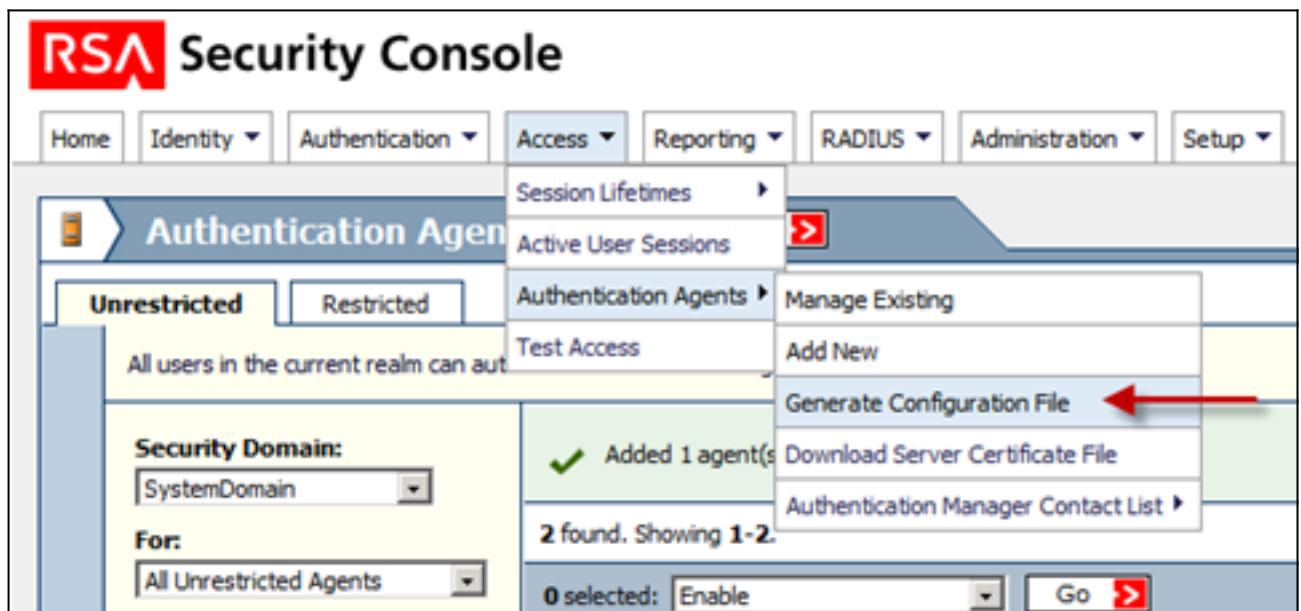 RSA Security Console
Home Identity Authentication Access Reporting RADIUS Administration Setup
Session Lifetimes
Authentication Agen
Active User Sessions
Unrestricted Restricted
Authentication Agents
Manage Existing
Test Access
Add New
All users in the current realm can aut
Generate Configuration File
Security Domain:
Added 1 agent(s
Download Server Certificate File
SystemDomain
Authentication Manager Contact List
For:
2 found. Showing 1-2.
All Unrestricted Agents
0 selected: Enable Go